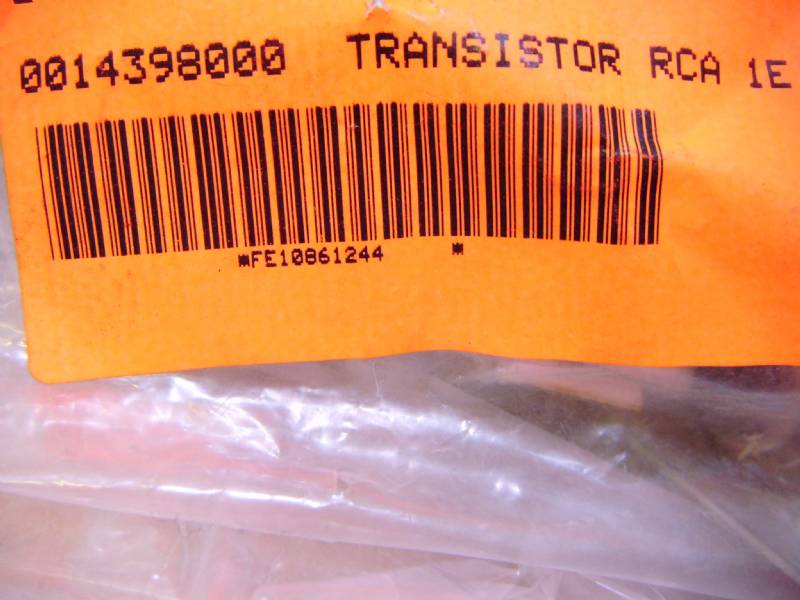 0014398000 TRANSISTOR RCA 1E
*FE10861244 *